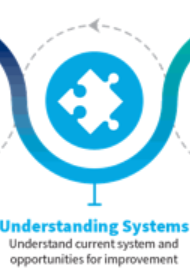 Understanding Systems
Understand current system and
opportunities for improvement